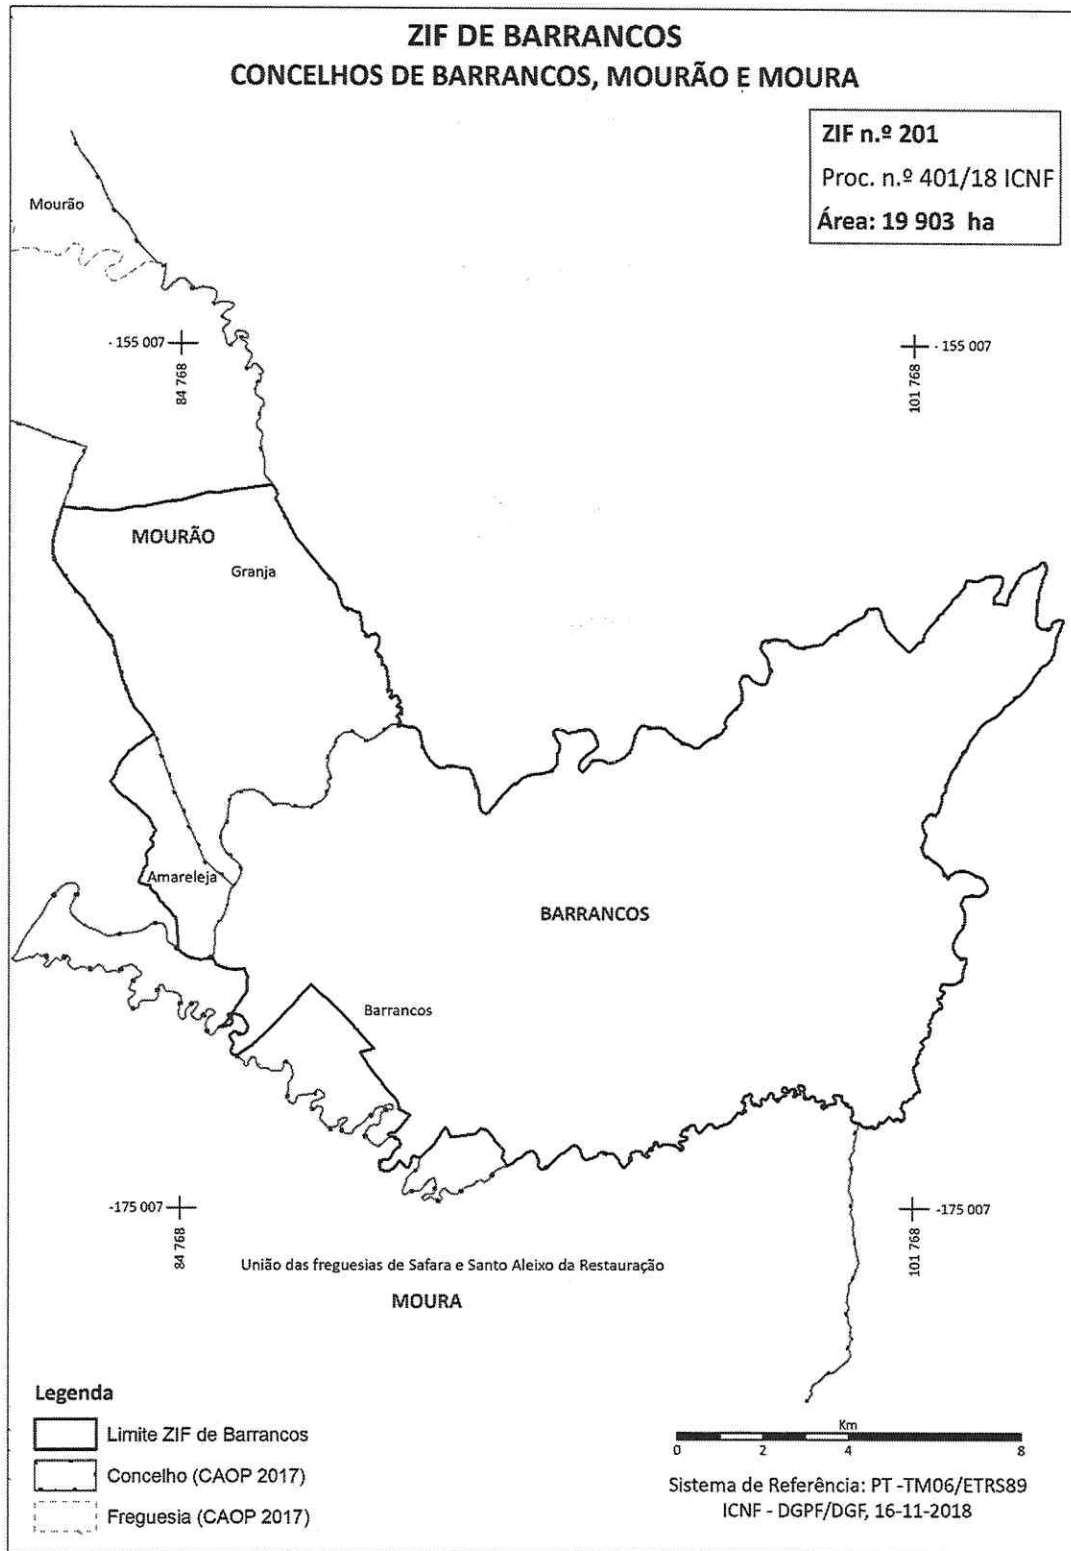 ZIF DE BARRANCOS
CONCELHOS DE BARRANCOS, MOURÃO E MOURA
ZIF n.º 201
Proc. n.º 401/18 ICNF
Área: 19 903 ha
Mourão
- 155 007
84 768
- 155 007
101 768
MOURÃO
Granja
Amareleja
BARRANCOS
Barrancos
-175 007
84 768
-175 007
101 768
União das freguesias de Safara e Santo Aleixo da Restauração
MOURA
Legenda
Limite ZIF de Barrancos
Concelho (CAOP 2017)
Freguesia (CAOP 2017)
Km
0 2 4 8
Sistema de Referência: PT -TM06/ETRS89
ICNF - DGPF/DGF, 16-11-2018